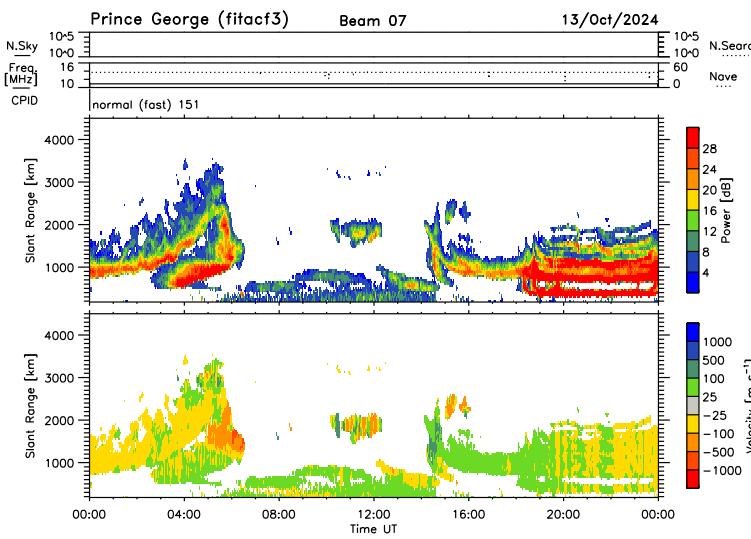 Prince George (fitacf3) Beam 07 13/Oct/2024
N.Sky 10^5 10^0 10^5 10^0 N.Searc
Freq [MHz] 16 10 60 0 Nave
CPID normal (fast) 151
Slant Range [km] 4000 3000 2000 1000
Power [dB] 28 24 20 16 12 8 4
Slant Range [km] 4000 3000 2000 1000
Velocity [m s⁻¹] 1000 500 100 25 −25 −100 −500 −1000
00:00 04:00 08:00 12:00 16:00 20:00 00:00
Time UT